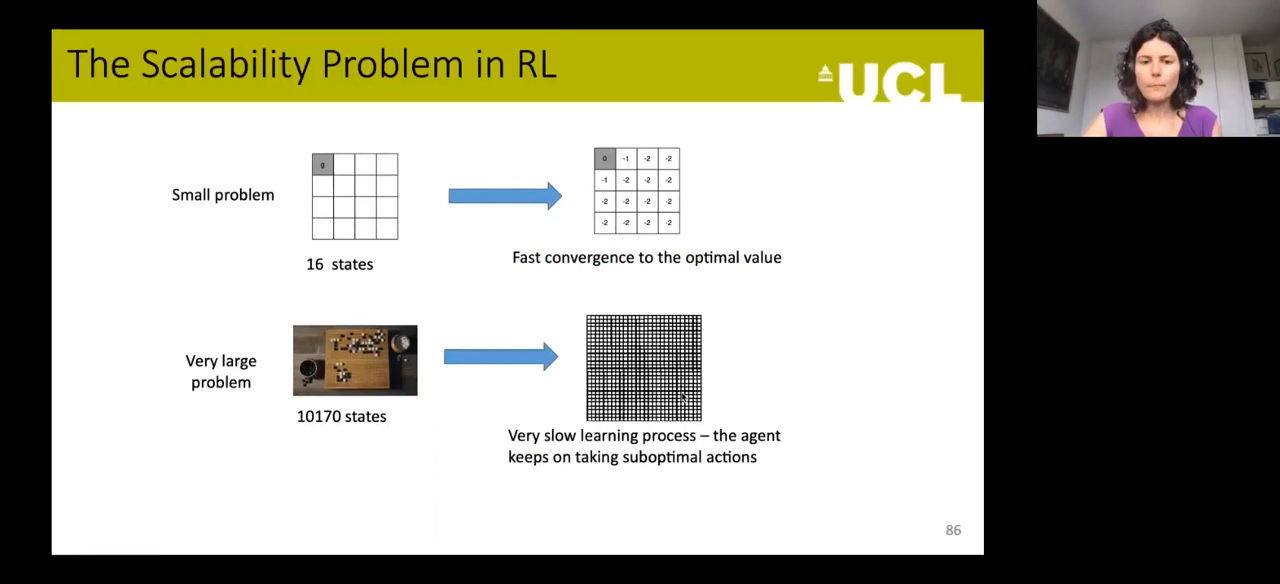 The Scalability Problem in RL
UCL
Small problem
g
0 -1 -2 -2
-1 -2 -2 -2
-2 -2 -2 -2
-2 -2 -2 -2
16 states
Fast convergence to the optimal value
Very large
problem
10170 states
Very slow learning process – the agent
keeps on taking suboptimal actions
86